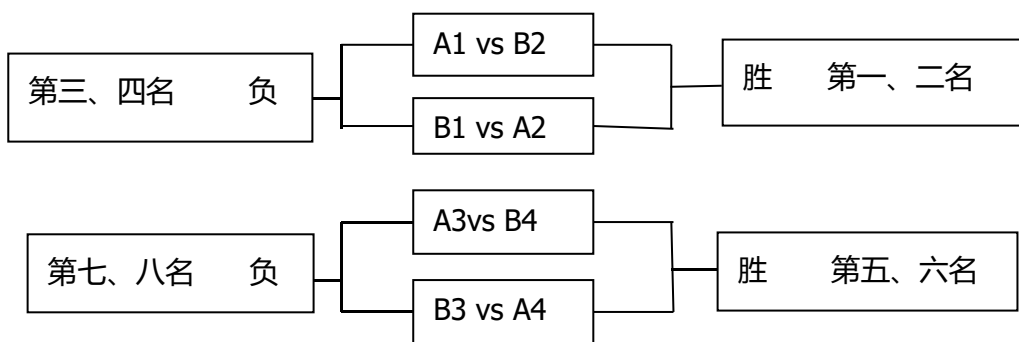 A1 vs B2
第三、四名 负
胜 第一、二名
B1 vs A2
A3vs B4
第七、八名 负
胜 第五、六名
B3 vs A4